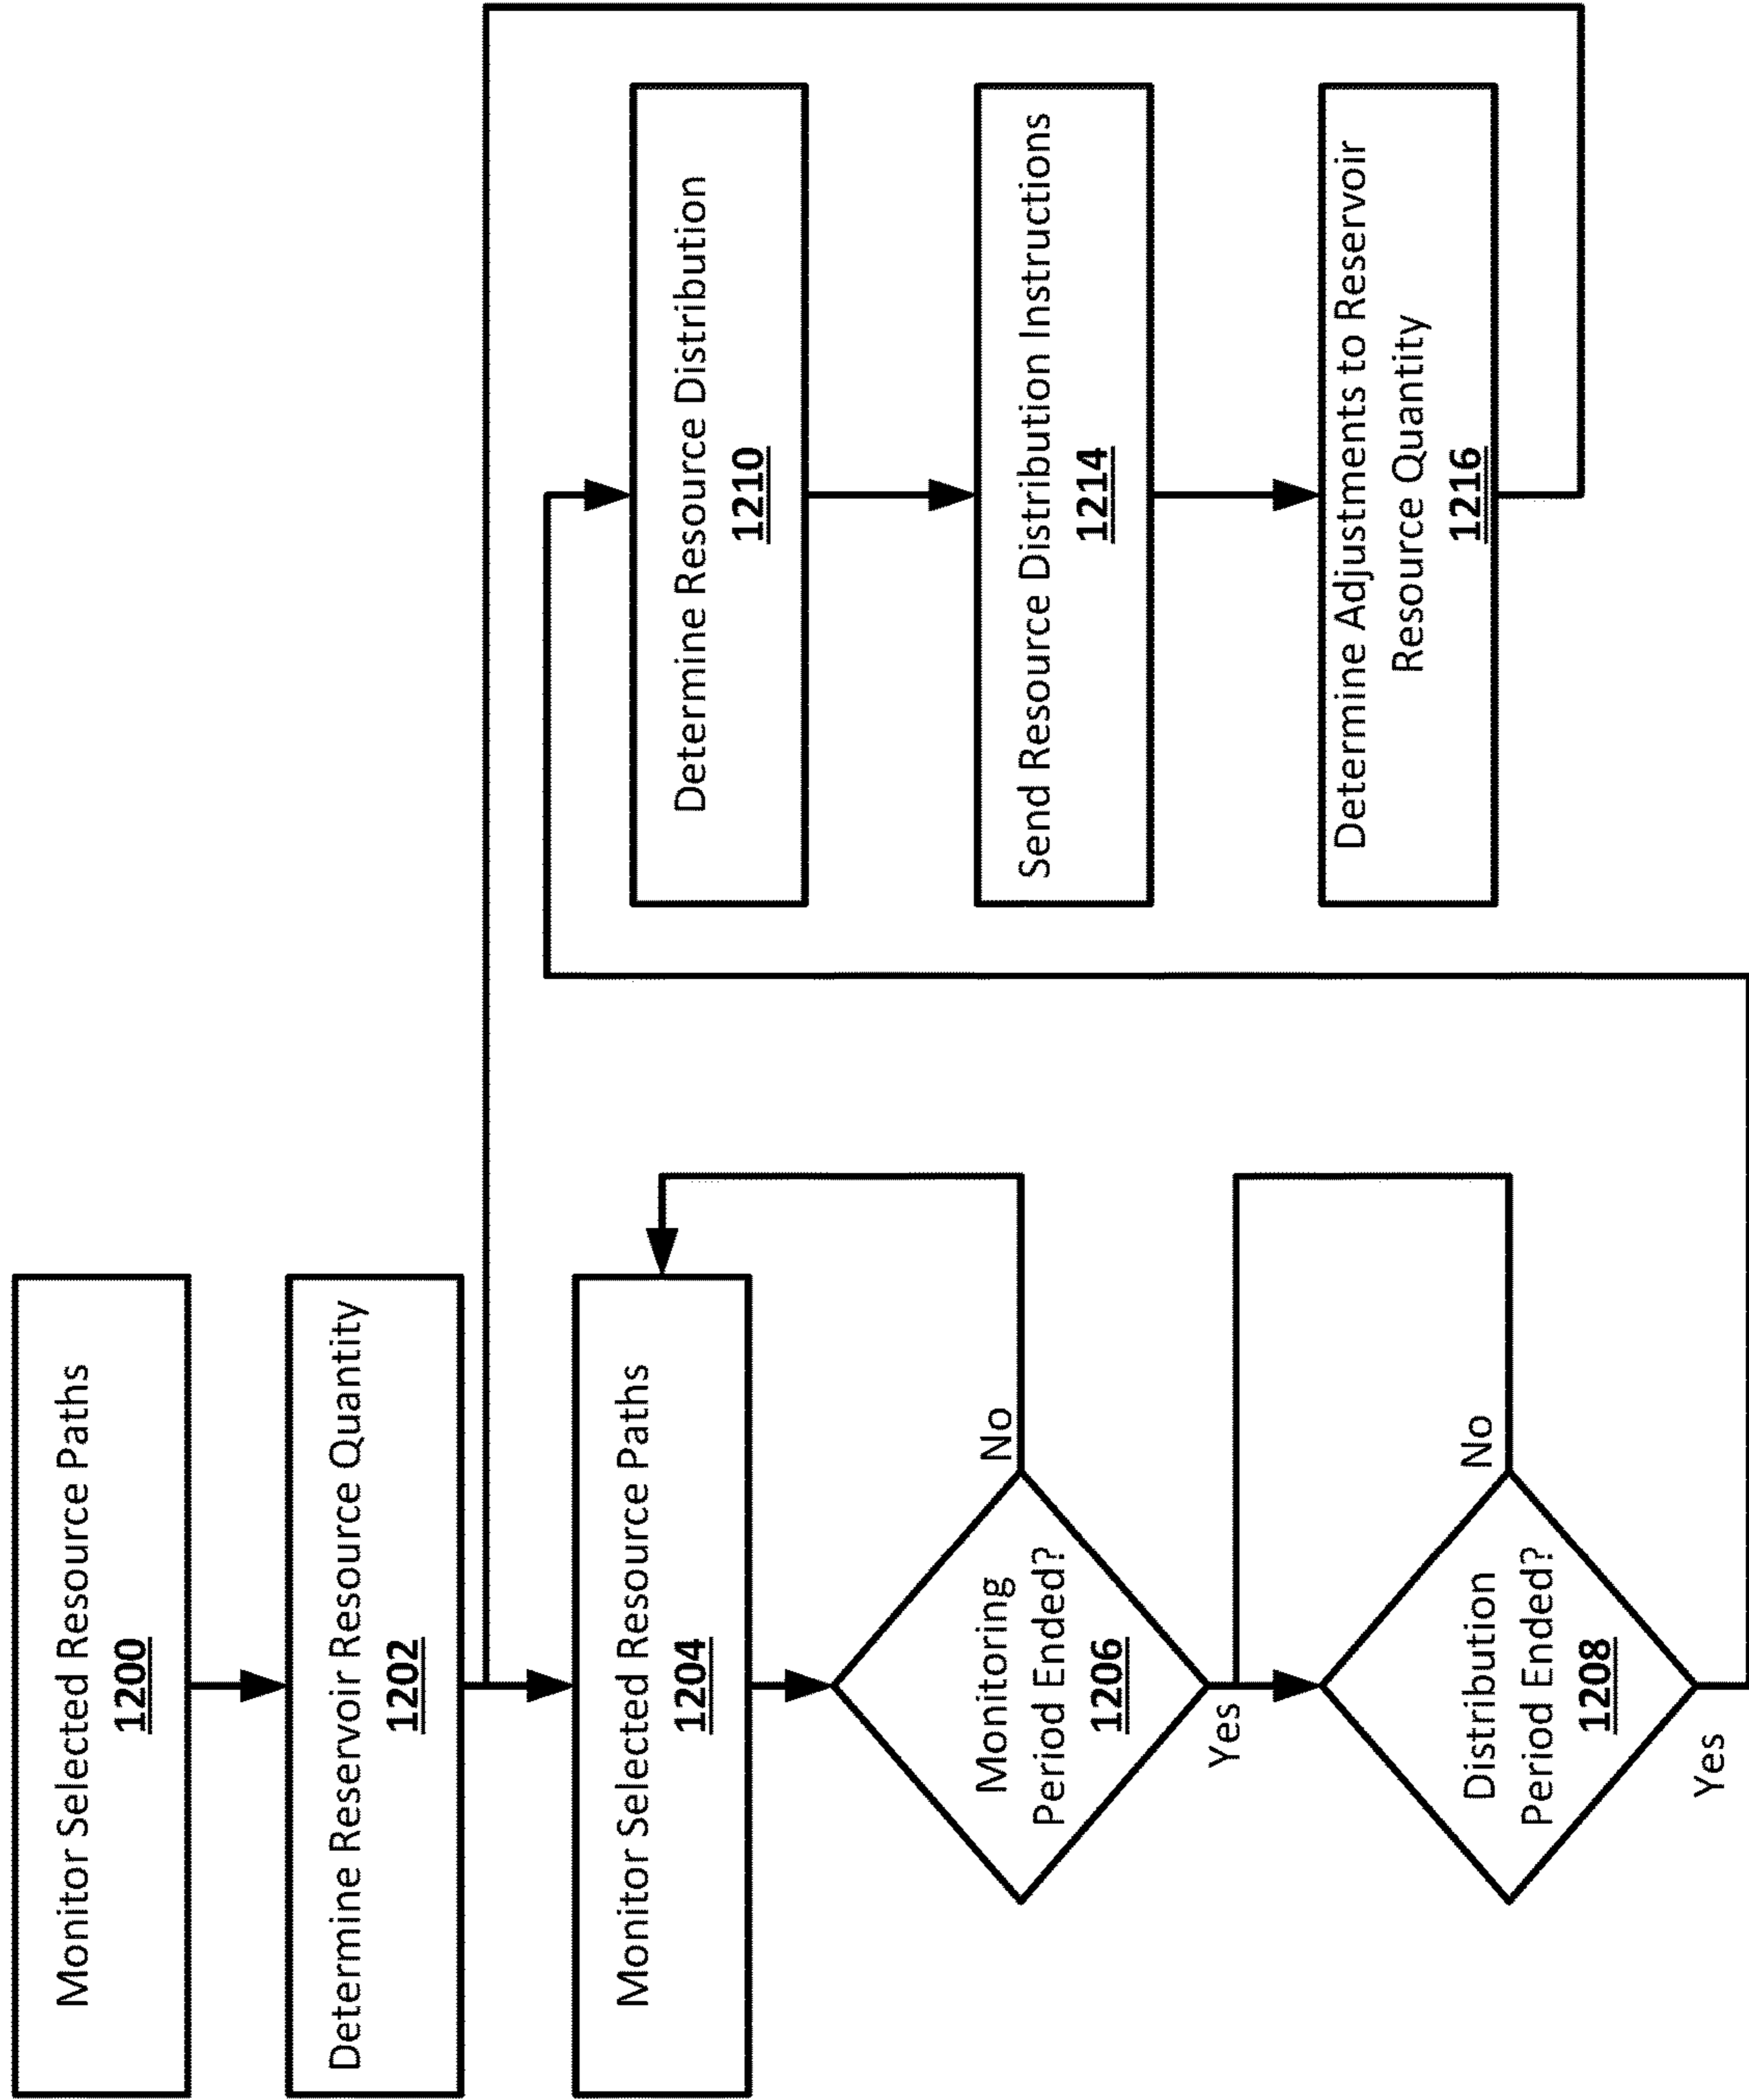 Monitor Selected Resource Paths
1200
Determine Reservoir Resource Quantity
1202
Monitor Selected Resource Paths
1204
Monitoring
Period Ended?
1206
No
Yes
Distribution
Period Ended?
1208
No
Yes
Determine Resource Distribution
1210
Send Resource Distribution Instructions
1214
Determine Adjustments to Reservoir
Resource Quantity
1216